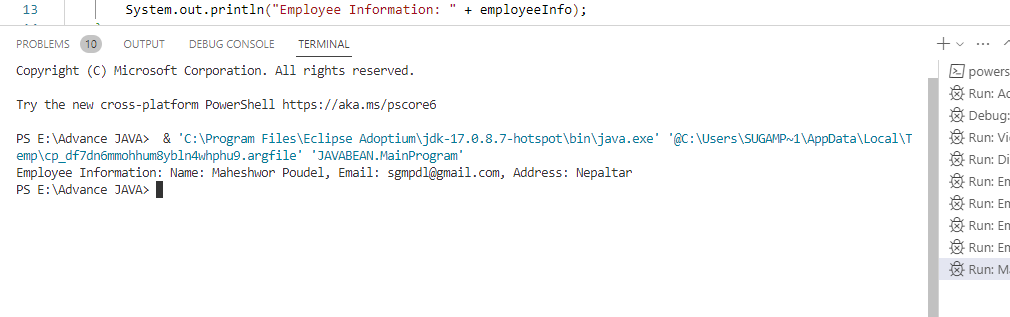 13 System.out.println("Employee Information: " + employeeInfo);
PROBLEMS 10 OUTPUT DEBUG CONSOLE TERMINAL
Copyright (C) Microsoft Corporation. All rights reserved.
Try the new cross-platform PowerShell https://aka.ms/pscore6
PS E:\Advance JAVA>  & 'C:\Program Files\Eclipse Adoptium\jdk-17.0.8.7-hotspot\bin\java.exe' '@C:\Users\SUGAMP~1\AppData\Local\T
emp\cp_df7dn6mmohhum8ybln4whphu9.argfile' 'JAVABEAN.MainProgram'
Employee Information: Name: Maheshwor Poudel, Email: sgmpdl@gmail.com, Address: Nepaltar
PS E:\Advance JAVA>
powers
Run: Ac
Debug:
Run: Vi
Run: Di
Run: Em
Run: Em
Run: Em
Run: Em
Run: Ma